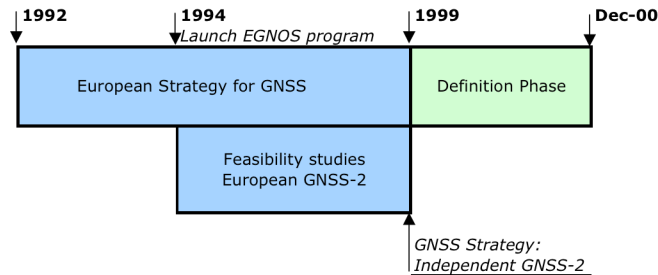 1992
1994
1999
Dec-00
Launch EGNOS program
European Strategy for GNSS
Definition Phase
Feasibility studies
European GNSS-2
GNSS Strategy:
Independent GNSS-2